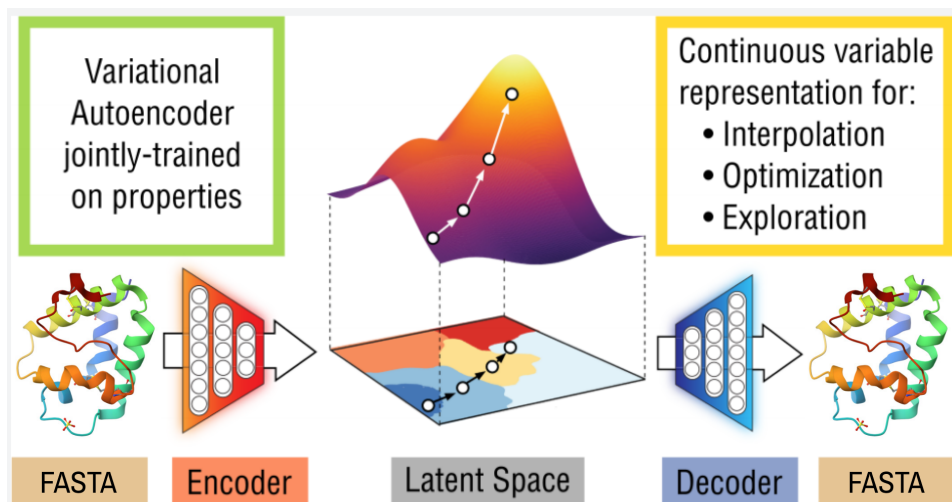 Variational
Autoencoder
jointly-trained
on properties
Continuous variable
representation for:
• Interpolation
• Optimization
• Exploration
FASTA
Encoder
Latent Space
Decoder
FASTA